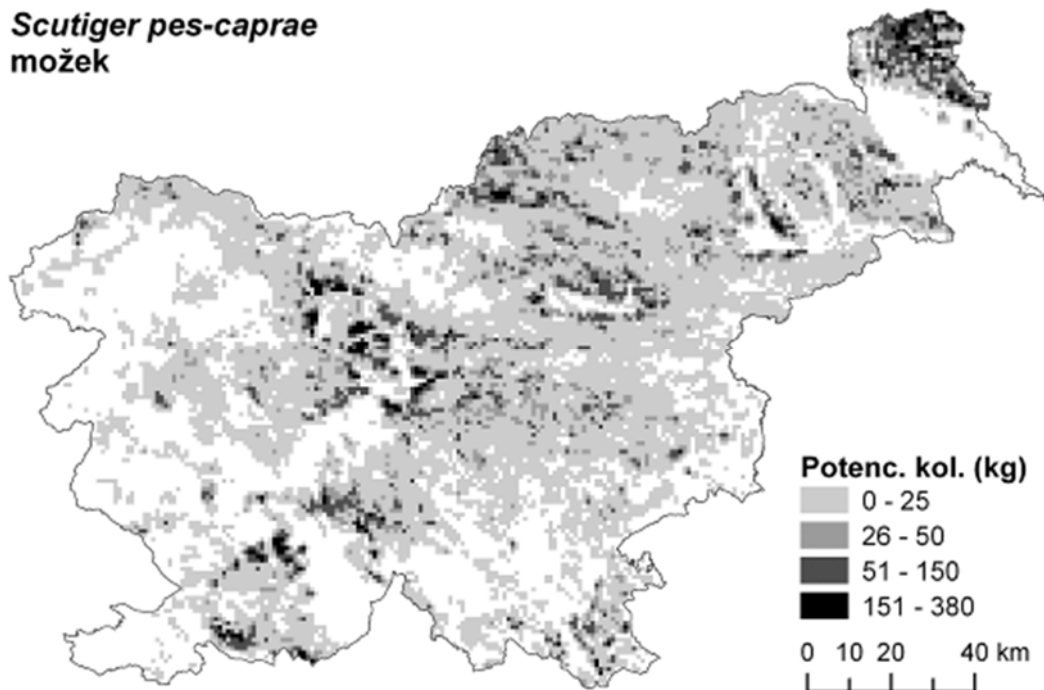 Scutiger pes-caprae
možek
Potenc. kol. (kg)
0 - 25
26 - 50
51 - 150
151 - 380
0 10 20 40 km